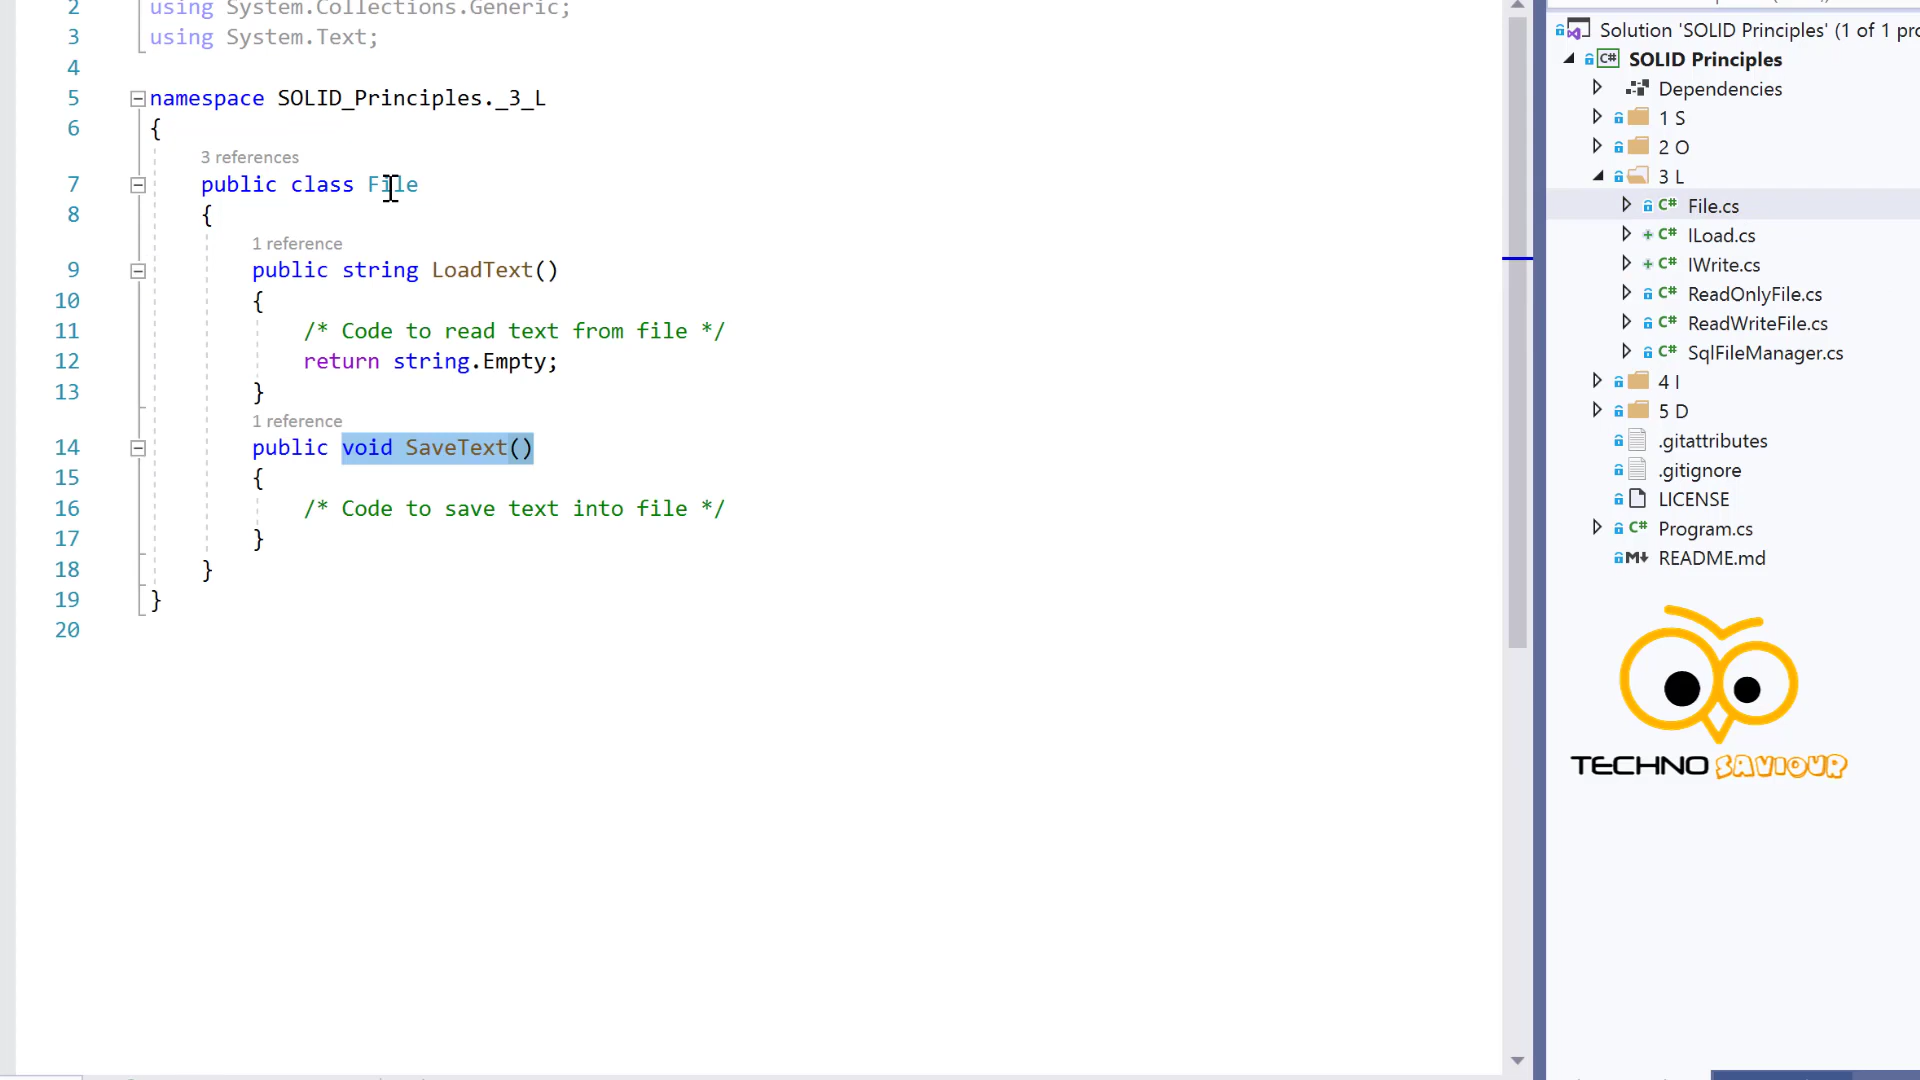 2 using System.Collections.Generic;
3 using System.Text;
4
5 namespace SOLID_Principles._3_L
6 {
3 references
7 public class File
8 {
1 reference
9 public string LoadText()
10 {
11 /* Code to read text from file */
12 return string.Empty;
13 }
1 reference
14 public void SaveText()
15 {
16 /* Code to save text into file */
17 }
18 }
19 }
20
Solution 'SOLID Principles' (1 of 1 pro
C# SOLID Principles
Dependencies
1 S
2 O
3 L
C# File.cs
+ C# ILoad.cs
+ C# IWrite.cs
C# ReadOnlyFile.cs
C# ReadWriteFile.cs
C# SqlFileManager.cs
4 I
5 D
.gitattributes
.gitignore
LICENSE
C# Program.cs
README.md
TECHNO SAVIOUR